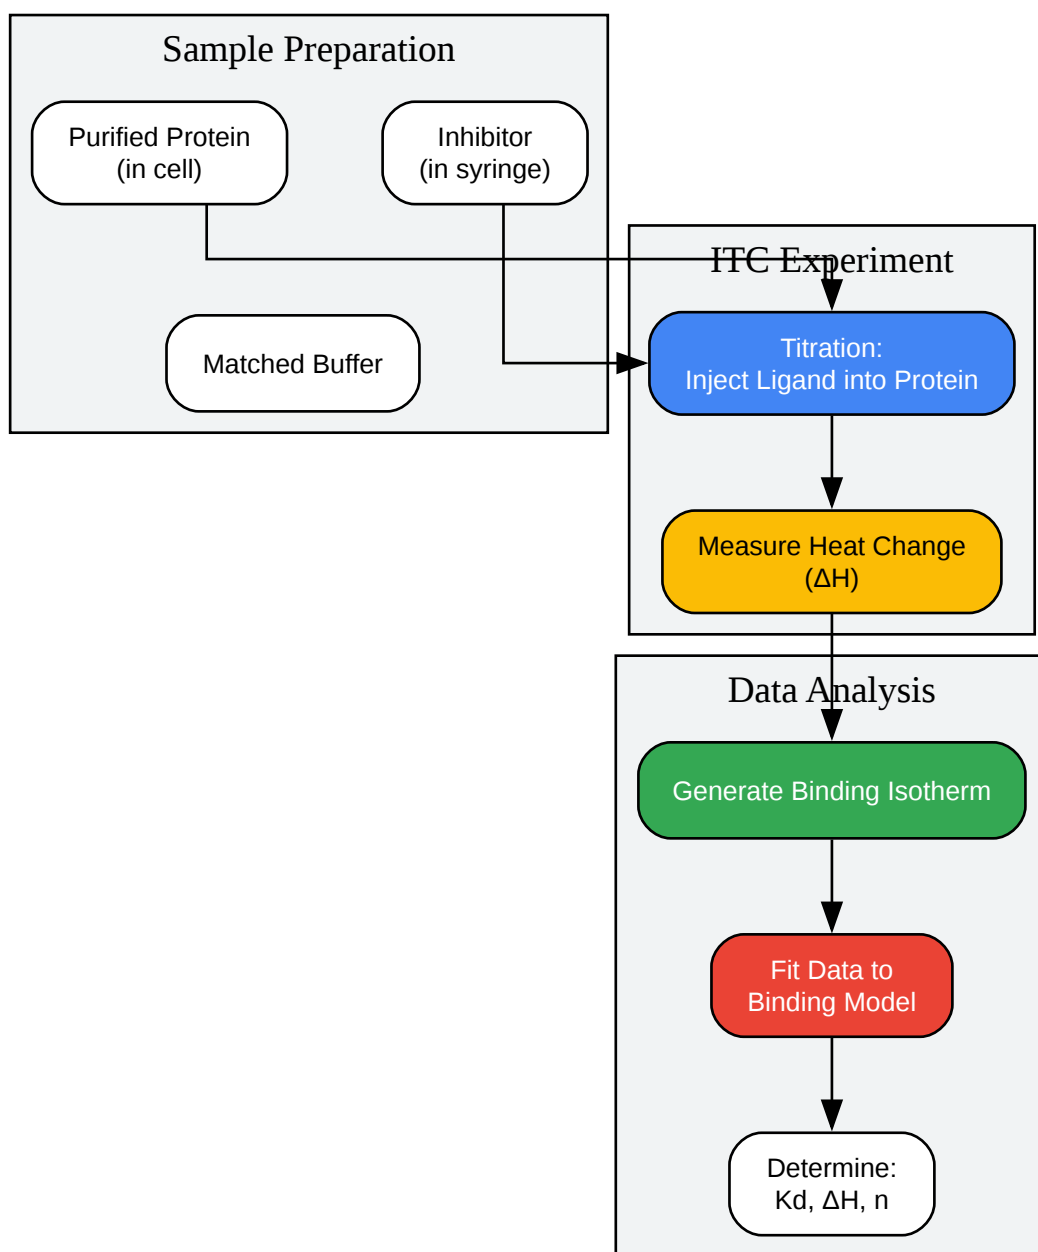 Sample Preparation
Purified Protein
(in cell)
Inhibitor
(in syringe)
Matched Buffer
ITC Experiment
Titration:
Inject Ligand into Protein
Measure Heat Change
(ΔH)
Data Analysis
Generate Binding Isotherm
Fit Data to
Binding Model
Determine:
Kd, ΔH, n